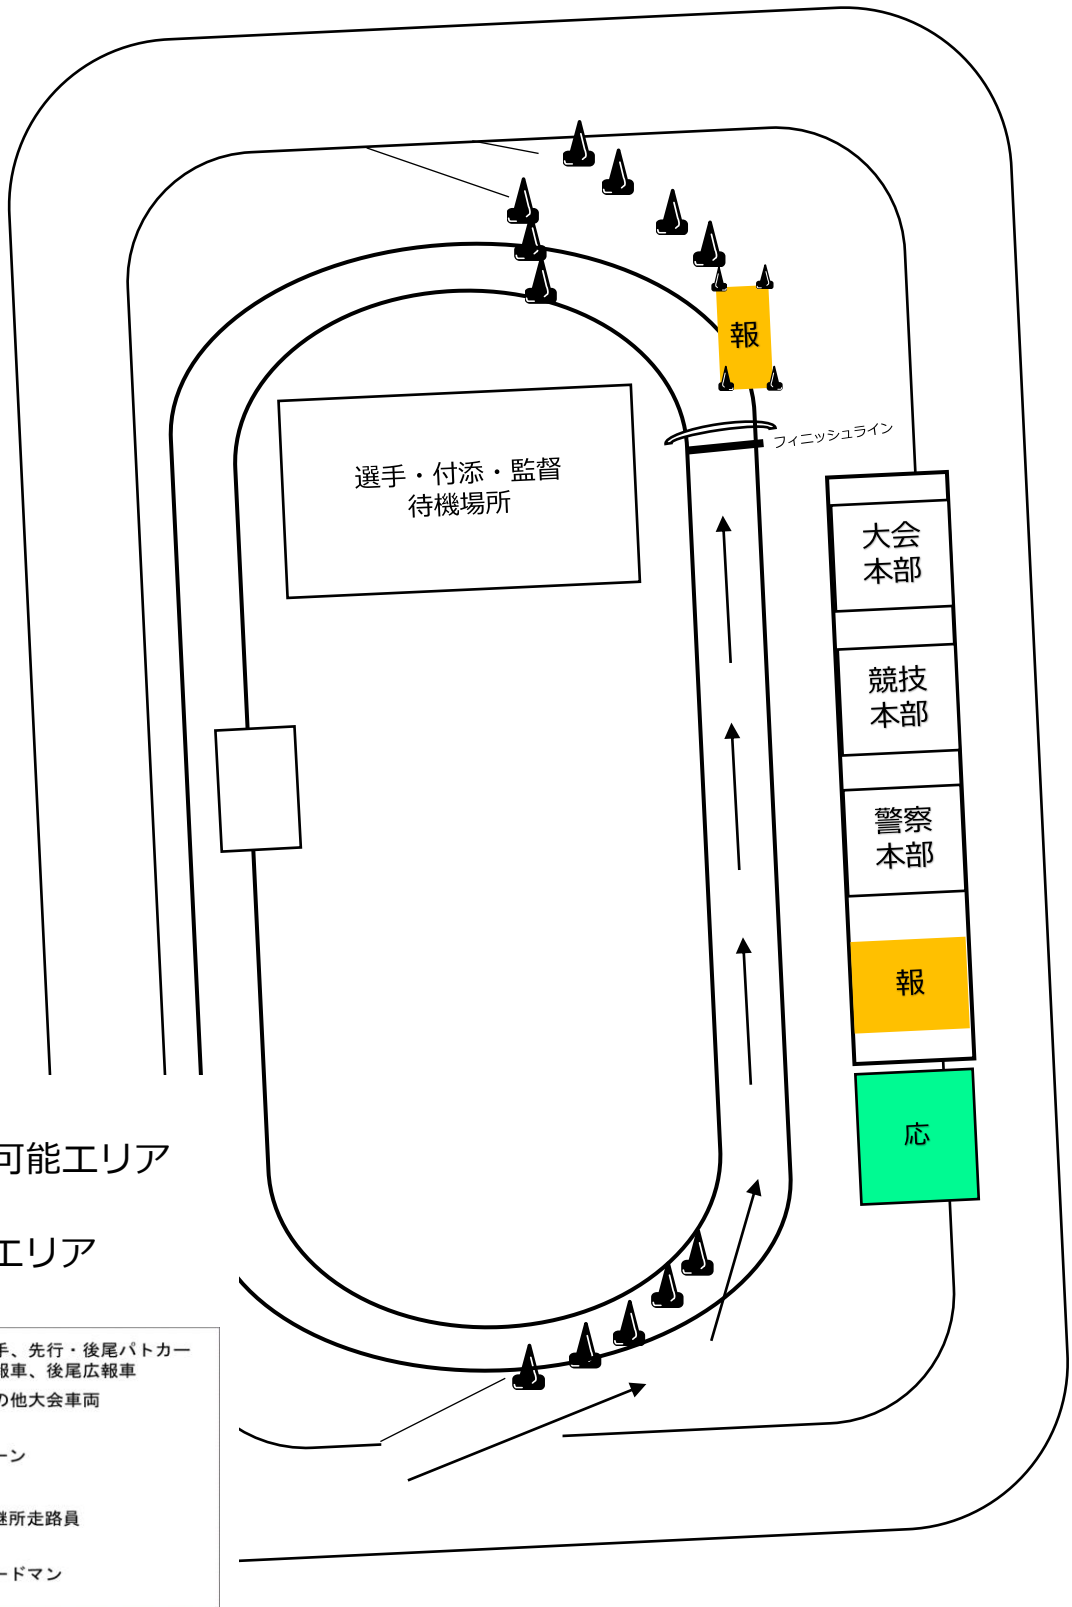 報
フィニッシュライン
選手・付添・監督
待機場所
大会
本部
競技
本部
警察
本部
報
応
可能エリア
エリア
手、先行・後尾パトカー
報車、後尾広報車
の他大会車両
ーン
継所走路員
ードマン